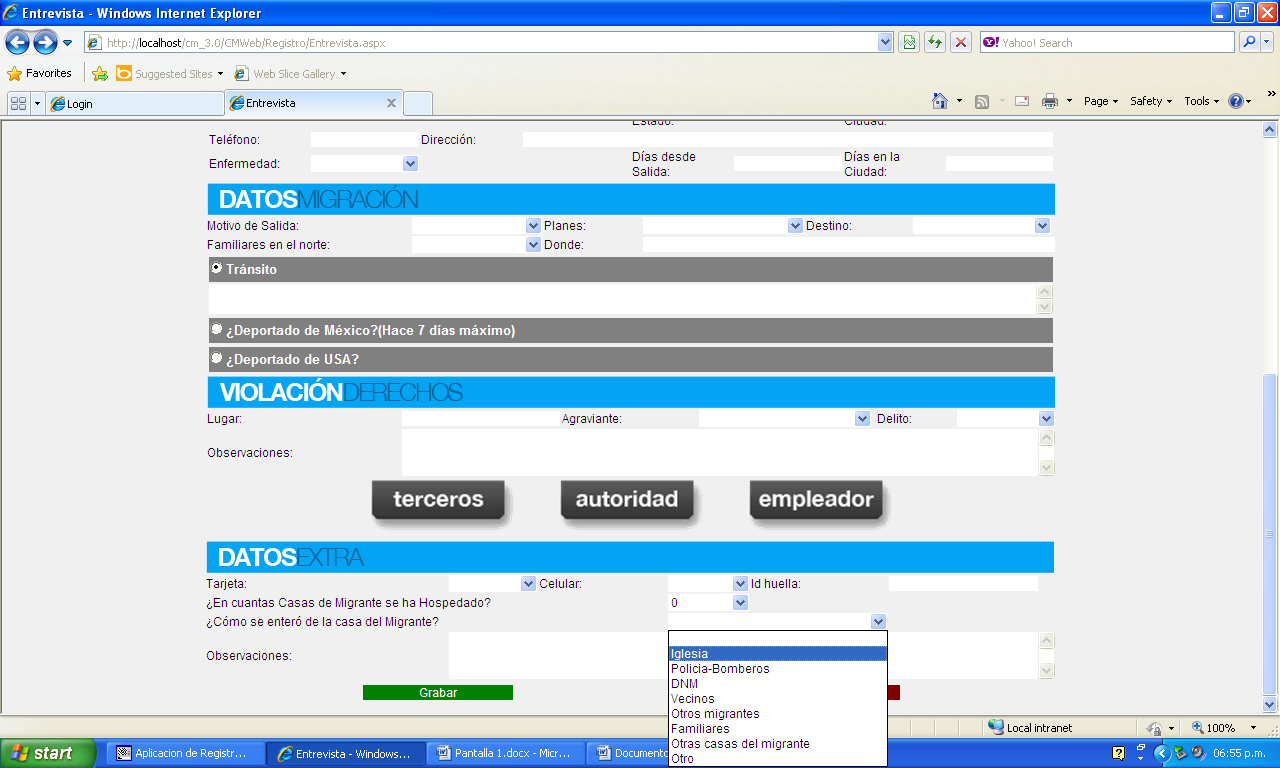 Entrevista - Windows Internet Explorer
http://localhost/cm_3.0/CMWeb/Registro/Entrevista.aspx
Yahoo! Search
Favorites Suggested Sites Web Slice Gallery
Login Entrevista Page Safety Tools
Estado: Ciudad:
Teléfono: Dirección:
Enfermedad: Días desde Salida: Días en la Ciudad:
DATOSMIGRACIÓN
Motivo de Salida: Planes: Destino:
Familiares en el norte: Donde:
Tránsito
¿Deportado de México?(Hace 7 días máximo)
¿Deportado de USA?
VIOLACIÓNDERECHOS
Lugar: Agraviante: Delito:
Observaciones:
terceros autoridad empleador
DATOSEXTRA
Tarjeta: Celular: Id huella:
¿En cuantas Casas de Migrante se ha Hospedado? 0
¿Cómo se enteró de la casa del Migrante?
Observaciones:
Iglesia
Policia-Bomberos
DNM
Vecinos
Otros migrantes
Familiares
Otras casas del migrante
Otro
Grabar
Local intranet 100%
start Aplicacion de Registr... Entrevista - Windows... Pantalla 1.docx - Micr... Documento 06:55 p.m.